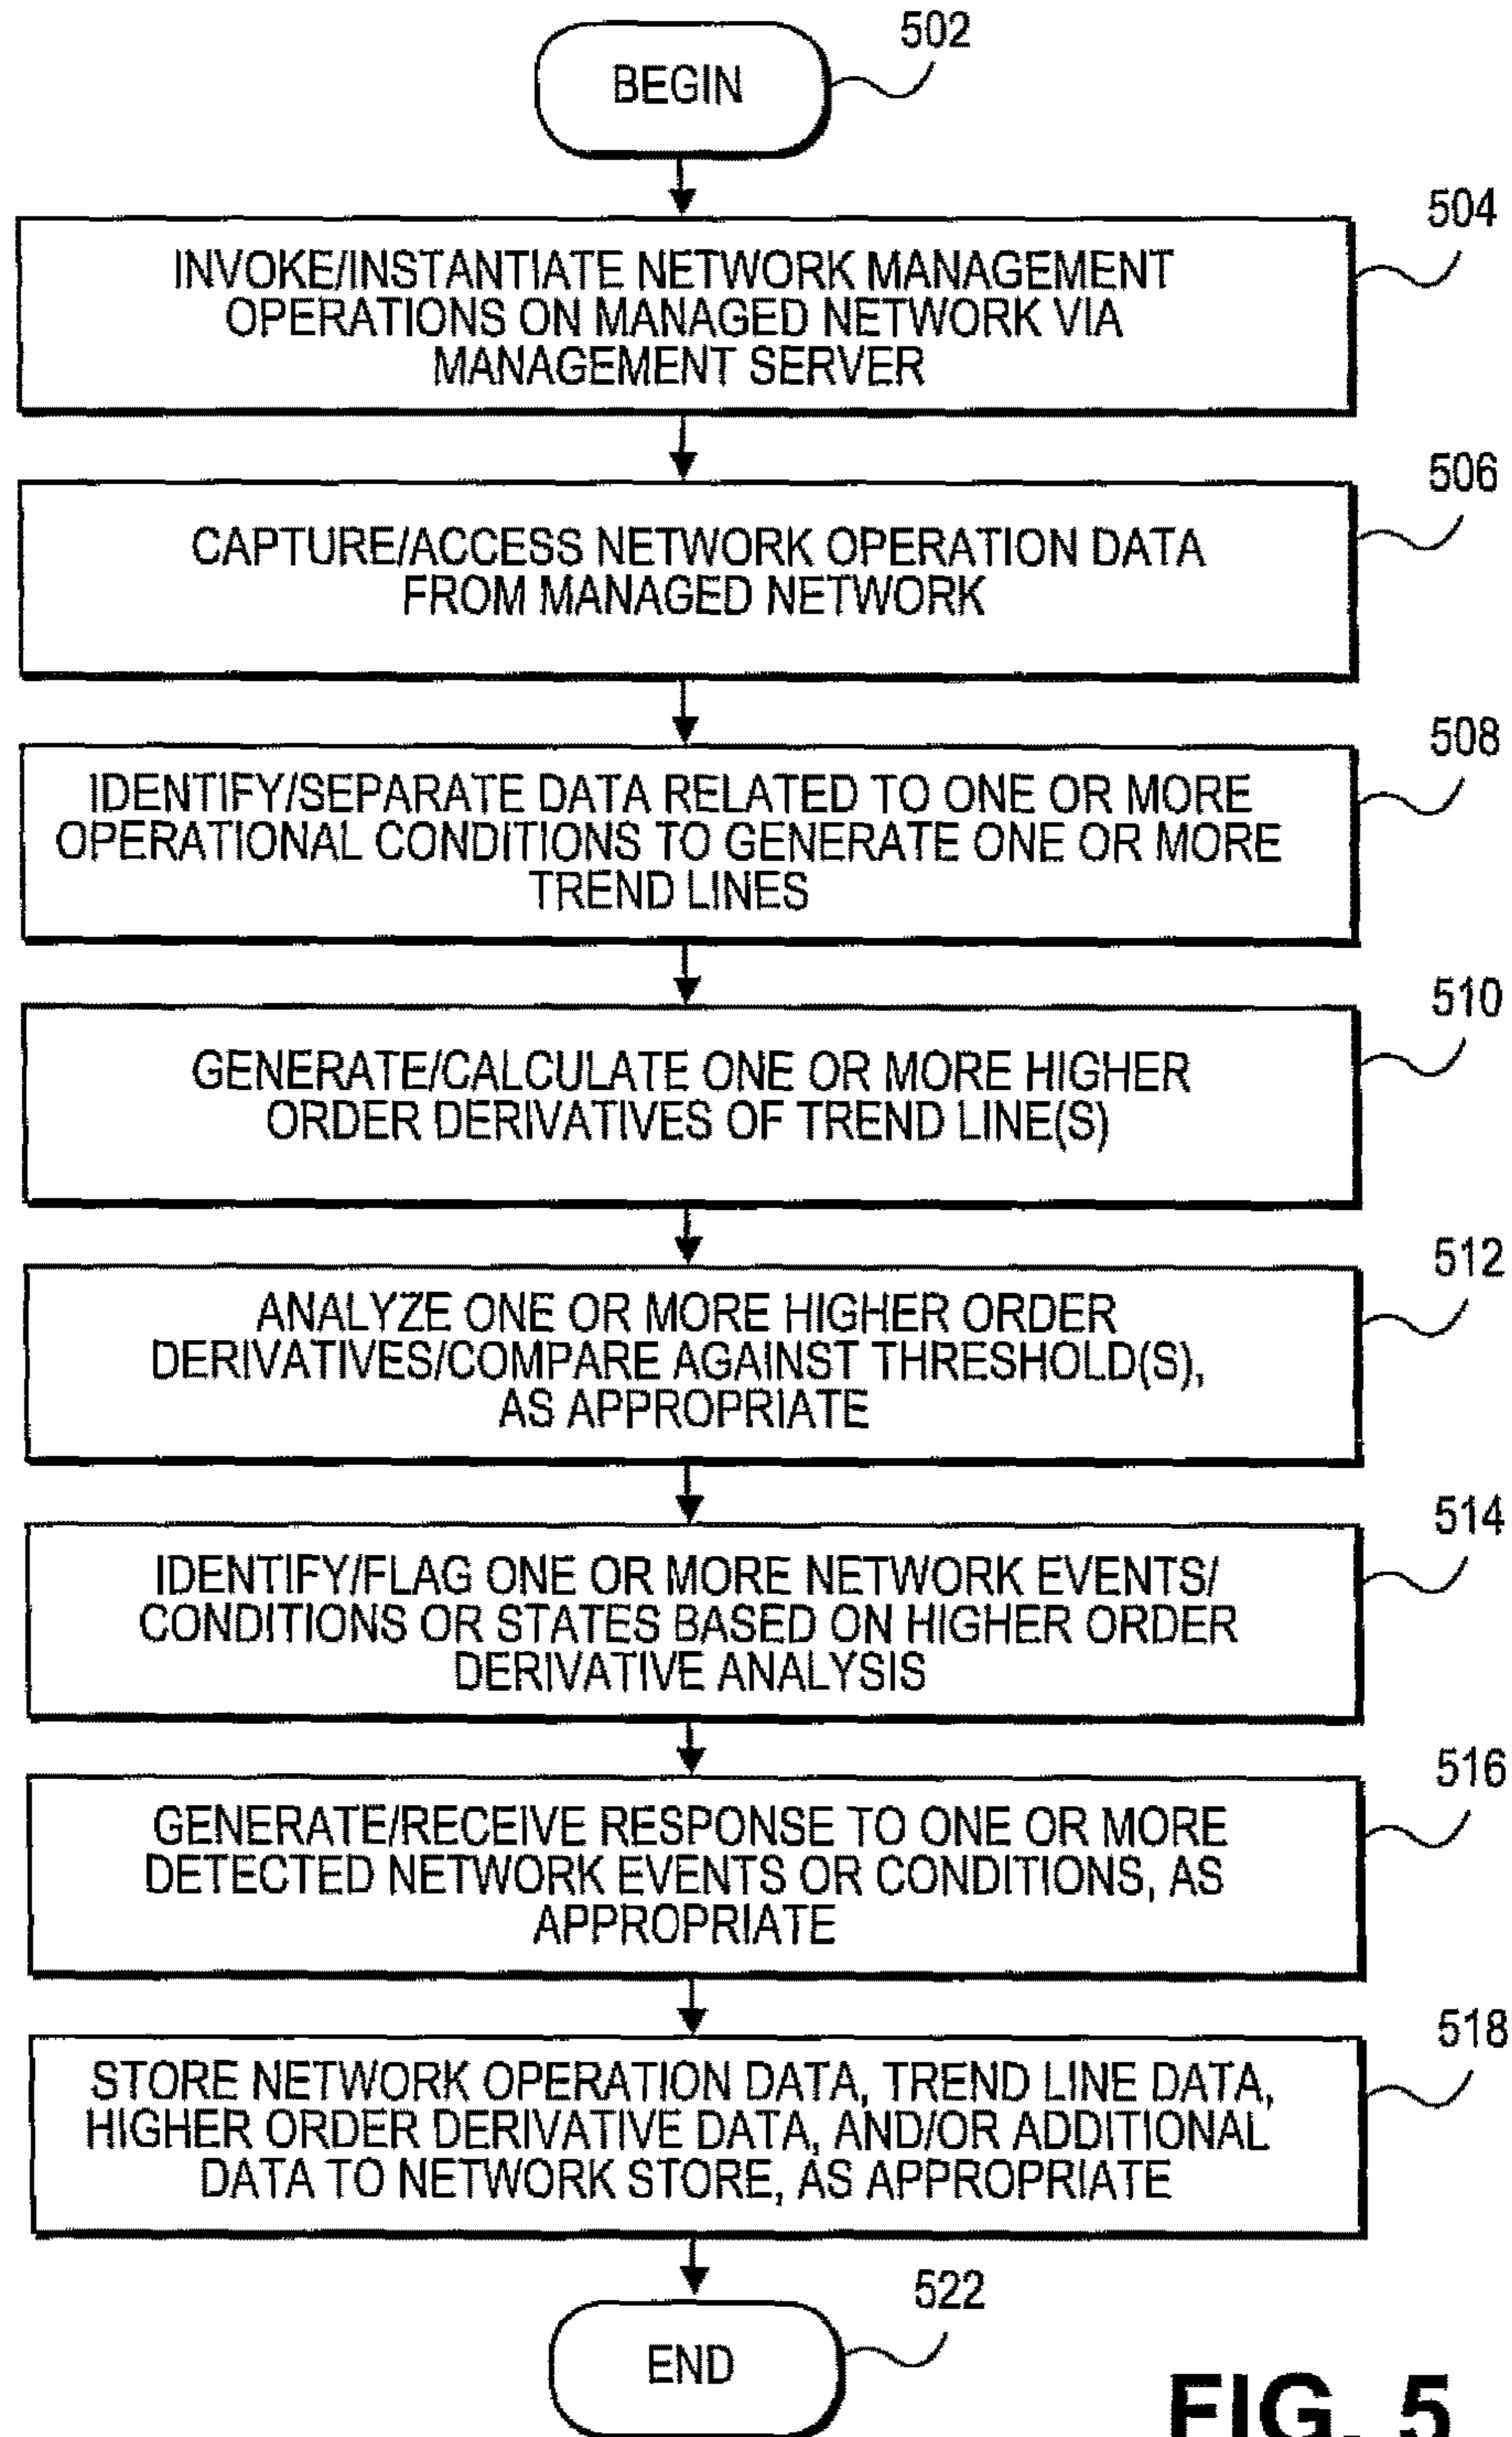 502
BEGIN
504
INVOKE/INSTANTIATE NETWORK MANAGEMENT
OPERATIONS ON MANAGED NETWORK VIA
MANAGEMENT SERVER
506
CAPTURE/ACCESS NETWORK OPERATION DATA
FROM MANAGED NETWORK
508
IDENTIFY/SEPARATE DATA RELATED TO ONE OR MORE
OPERATIONAL CONDITIONS TO GENERATE ONE OR MORE
TREND LINES
510
GENERATE/CALCULATE ONE OR MORE HIGHER
ORDER DERIVATIVES OF TREND LINE(S)
512
ANALYZE ONE OR MORE HIGHER ORDER
DERIVATIVES/COMPARE AGAINST THRESHOLD(S),
AS APPROPRIATE
514
IDENTIFY/FLAG ONE OR MORE NETWORK EVENTS/
CONDITIONS OR STATES BASED ON HIGHER ORDER
DERIVATIVE ANALYSIS
516
GENERATE/RECEIVE RESPONSE TO ONE OR MORE
DETECTED NETWORK EVENTS OR CONDITIONS, AS
APPROPRIATE
518
STORE NETWORK OPERATION DATA, TREND LINE DATA,
HIGHER ORDER DERIVATIVE DATA, AND/OR ADDITIONAL
DATA TO NETWORK STORE, AS APPROPRIATE
522
END
FIG. 5